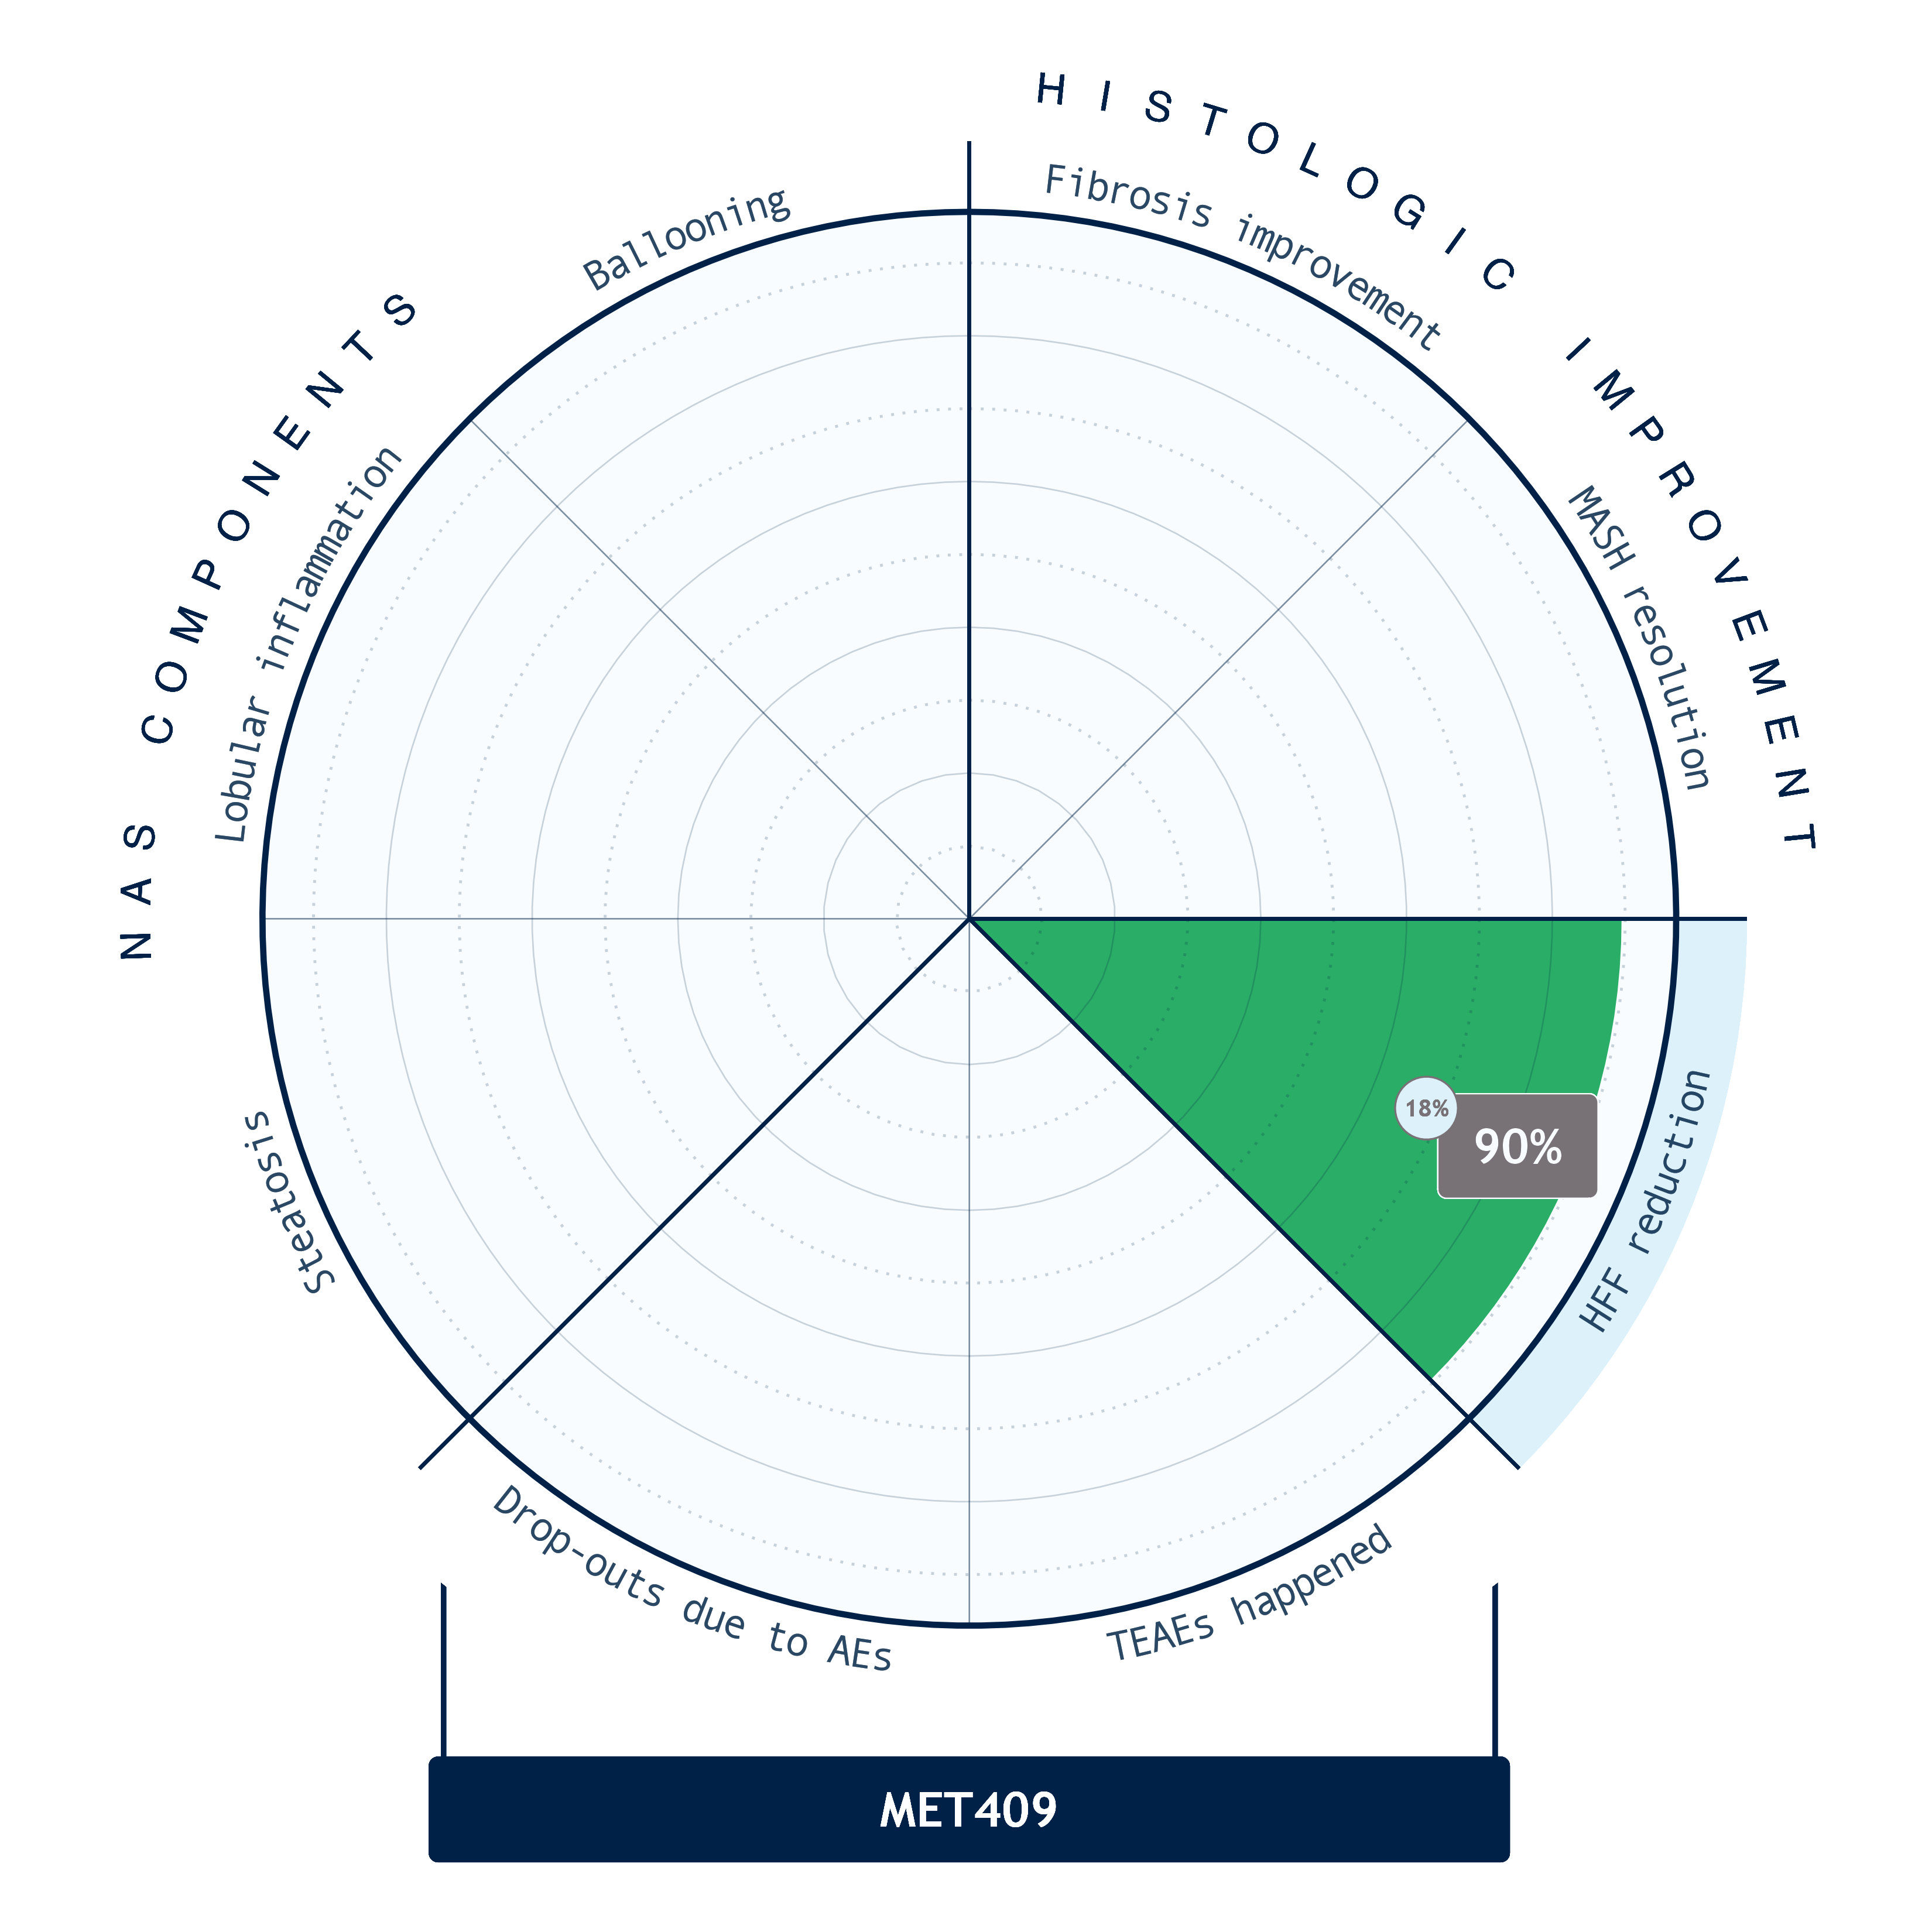 HISTOLOGIC IMPROVEMENT
Fibrosis improvement
MASH resolution
HFF reduction
18%
90%
TEAEs happened
Drop-outs due to AEs
Steatosis
Lobular inflammation
Ballooning
NAS COMPONENTS
MET409